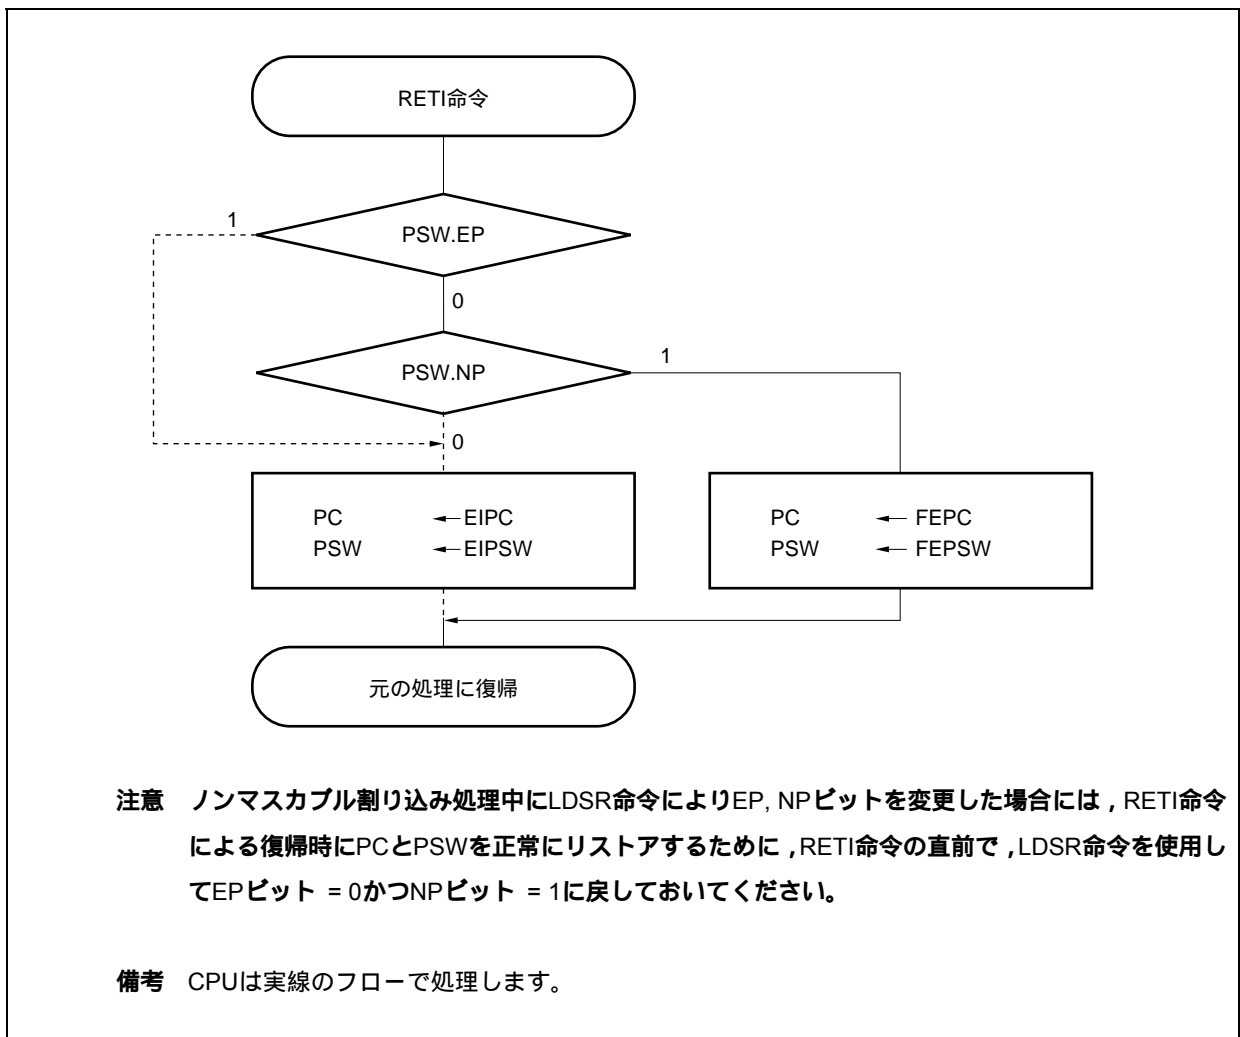 RETI命令
1
PSW.EP
0
PSW.NP
1
0
PC ← EIPC
PSW ← EIPSW
PC ← FEPC
PSW ← FEPSW
元の処理に復帰
注意 ノンマスカブル割り込み処理中にLDSR命令によりEP, NPビットを変更した場合には，RETI命令
による復帰時にPCとPSWを正常にリストアするために，RETI命令の直前で，LDSR命令を使用し
てEPビット = 0かつNPビット = 1に戻しておいてください。
備考 CPUは実線のフローで処理します。